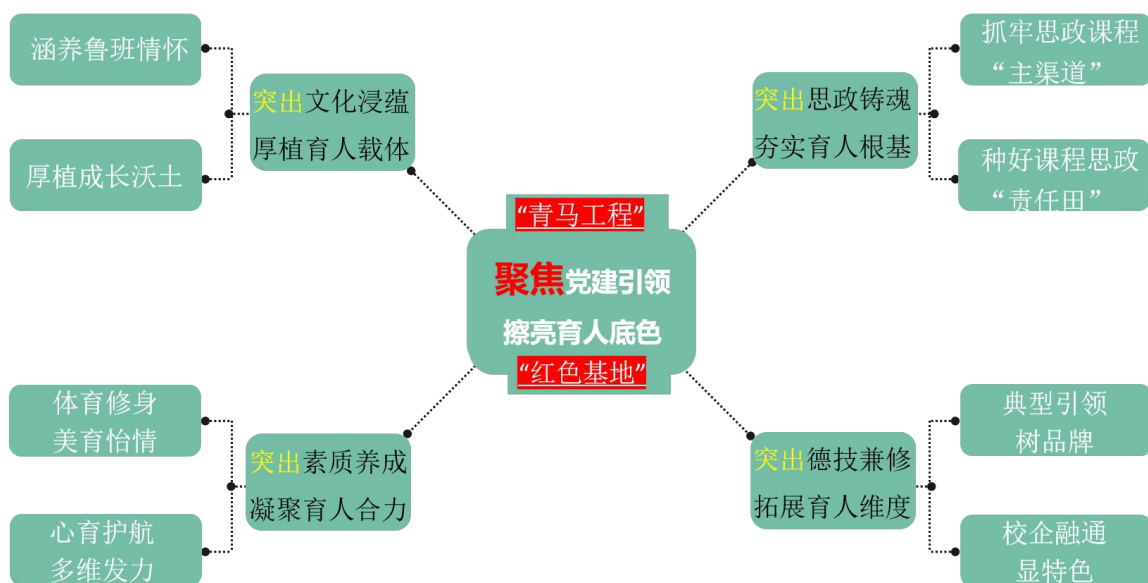 涵养鲁班情怀
厚植成长沃土
突出文化浸蕴
厚植育人载体
突出思政铸魂
夯实育人根基
抓牢思政课程
“主渠道”
种好课程思政
“责任田”
“青马工程”
聚焦党建引领
擦亮育人底色
“红色基地”
体育修身
美育怡情
心育护航
多维发力
突出素质养成
凝聚育人合力
突出德技兼修
拓展育人维度
典型引领
树品牌
校企融通
显特色